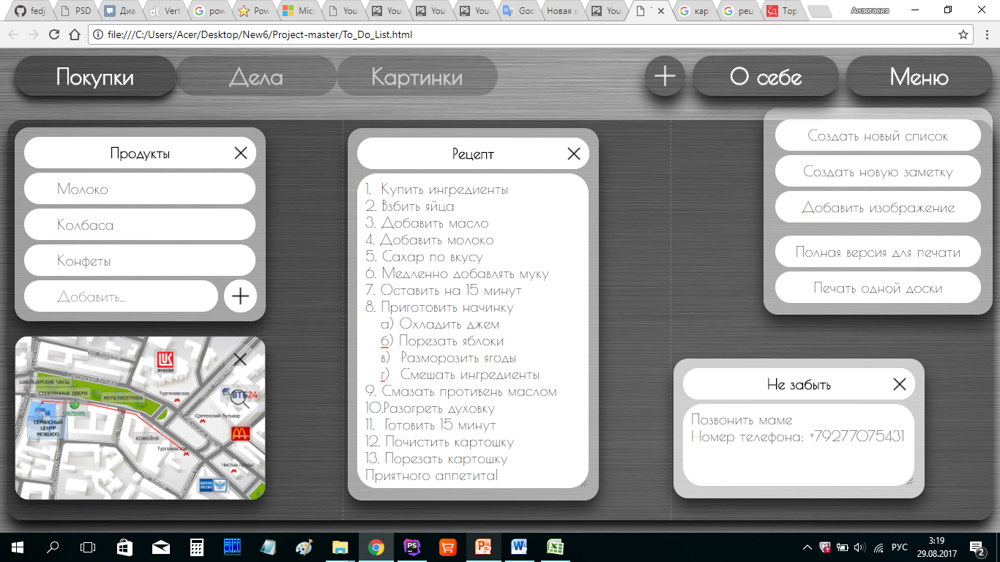 fedj
PSD
Диа
Vert
pow
Pow
Micr
You
Your
You
You
Goo
Новая в
Your
T
кар
рец
Top
Анастасия
file:///C:/Users/Acer/Desktop/New6/Project-master/To_Do_List.html
Покупки
Дела
Картинки
О себе
Меню
Создать новый список
Создать новую заметку
Добавить изображение
Полная версия для печати
Печать одной доски
Продукты
Молоко
Колбаса
Конфеты
Добавить...
Рецепт
1. Купить ингредиенты
2. Взбить яйца
3. Добавить масло
4. Добавить молоко
5. Сахар по вкусу
6. Медленно добавлять муку
7. Оставить на 15 минут
8. Приготовить начинку
а) Охладить джем
б) Порезать яблоки
в) Разморозить ягоды
г) Смешать ингредиенты
9. Смазать противень маслом
10.Разогреть духовку
11. Готовить 15 минут
12. Почистить картошку
13. Порезать картошку
Приятного аппетита!
ЛУКОЙЛ
ШВЕЙЦАРСКИЕ ЧАСЫ
Сретенский бульвар
СТЕКЛЯННЫЕ ДВЕРИ
МУЛЬТИОПТИКА
Тургеневская
ВТБ24
СБЕРБАНК
Сретенский бульвар
СЕРВИСНЫЙ
ЦЕНТР
MOBIADO
КОФЕЙНЯ
Тургеневская
Чистые пруды
ПОЧТА
РОССИИ
Не забыть
Позвонить маме
Номер телефона: +79277075431
РУС
3:19
29.08.2017
2